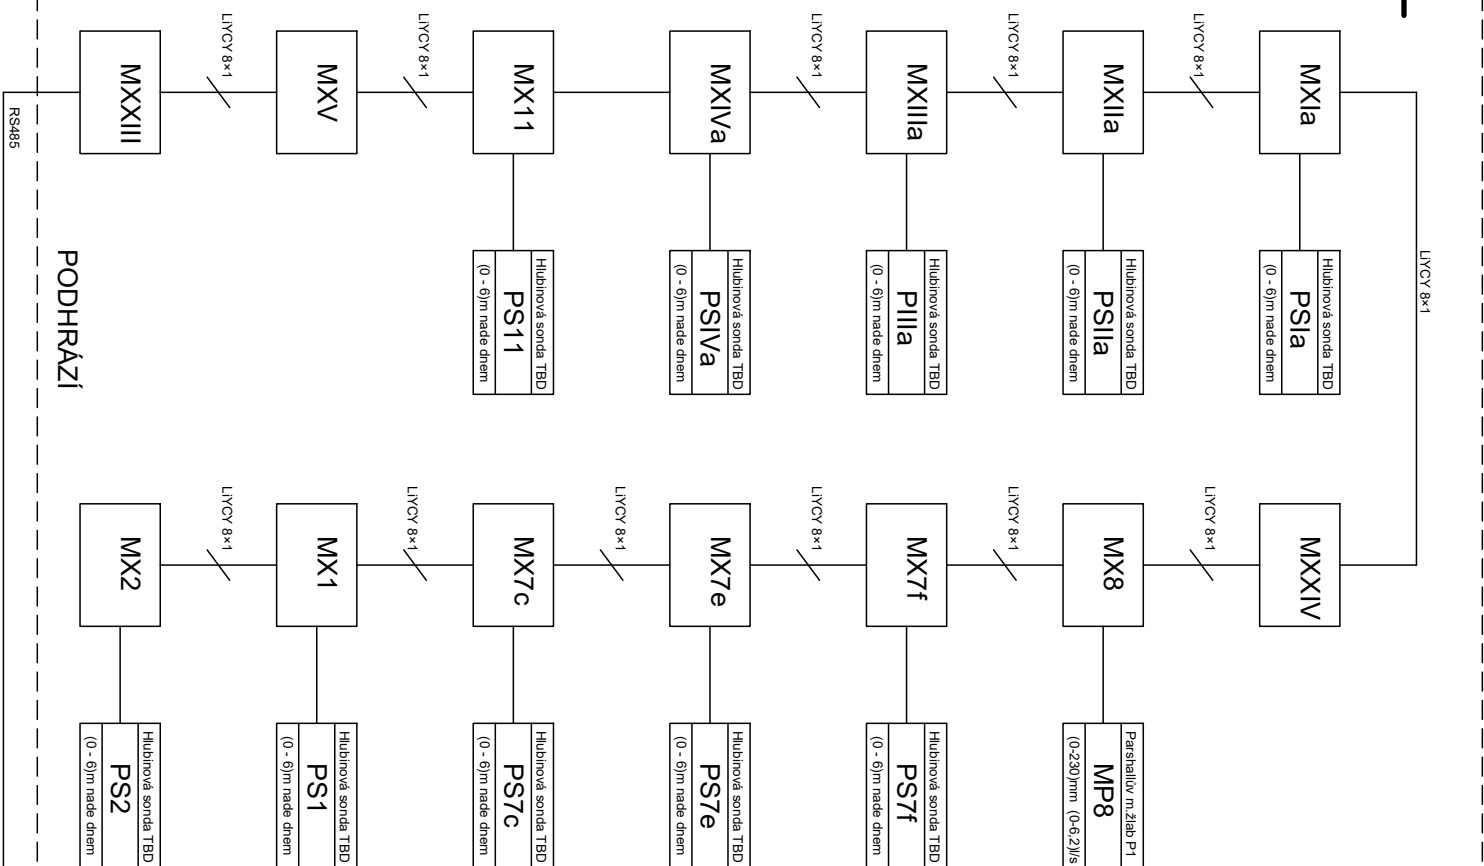 LiYCY 8×1
MXIa
Hlubinová sonda TBD
PSIa
(0 - 6)m nade dnem
MXXIV
LiYCY 8×1
LiYCY 8×1
MXIIa
Hlubinová sonda TBD
PSIIa
(0 - 6)m nade dnem
MX8
Parshallův m.žlab P1
MP8
(0-230)mm (0-6,2)l/s
LiYCY 8×1
LiYCY 8×1
MXIIIa
Hlubinová sonda TBD
PIIIa
(0 - 6)m nade dnem
MX7f
Hlubinová sonda TBD
PS7f
(0 - 6)m nade dnem
LiYCY 8×1
LiYCY 8×1
MXIVa
Hlubinová sonda TBD
PSIVa
(0 - 6)m nade dnem
MX7e
Hlubinová sonda TBD
PS7e
(0 - 6)m nade dnem
LiYCY 8×1
MX11
Hlubinová sonda TBD
PS11
(0 - 6)m nade dnem
MX7c
Hlubinová sonda TBD
PS7c
(0 - 6)m nade dnem
LiYCY 8×1
LiYCY 8×1
MXV
MX1
Hlubinová sonda TBD
PS1
(0 - 6)m nade dnem
LiYCY 8×1
LiYCY 8×1
MXXIII
MX2
Hlubinová sonda TBD
PS2
(0 - 6)m nade dnem
PODHRÁZÍ
RS485